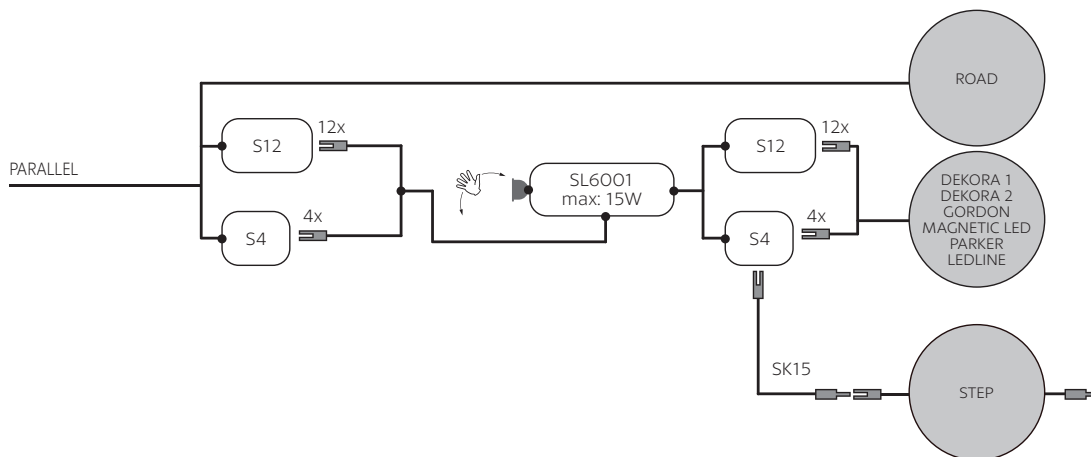 ROAD
12x
12x
S12
S12
PARALLEL
SL6001
max: 15W
DEKORA 1
DEKORA 2
GORDON
MAGNETIC LED
PARKER
LEDLINE
4x
4x
S4
S4
SK15
STEP